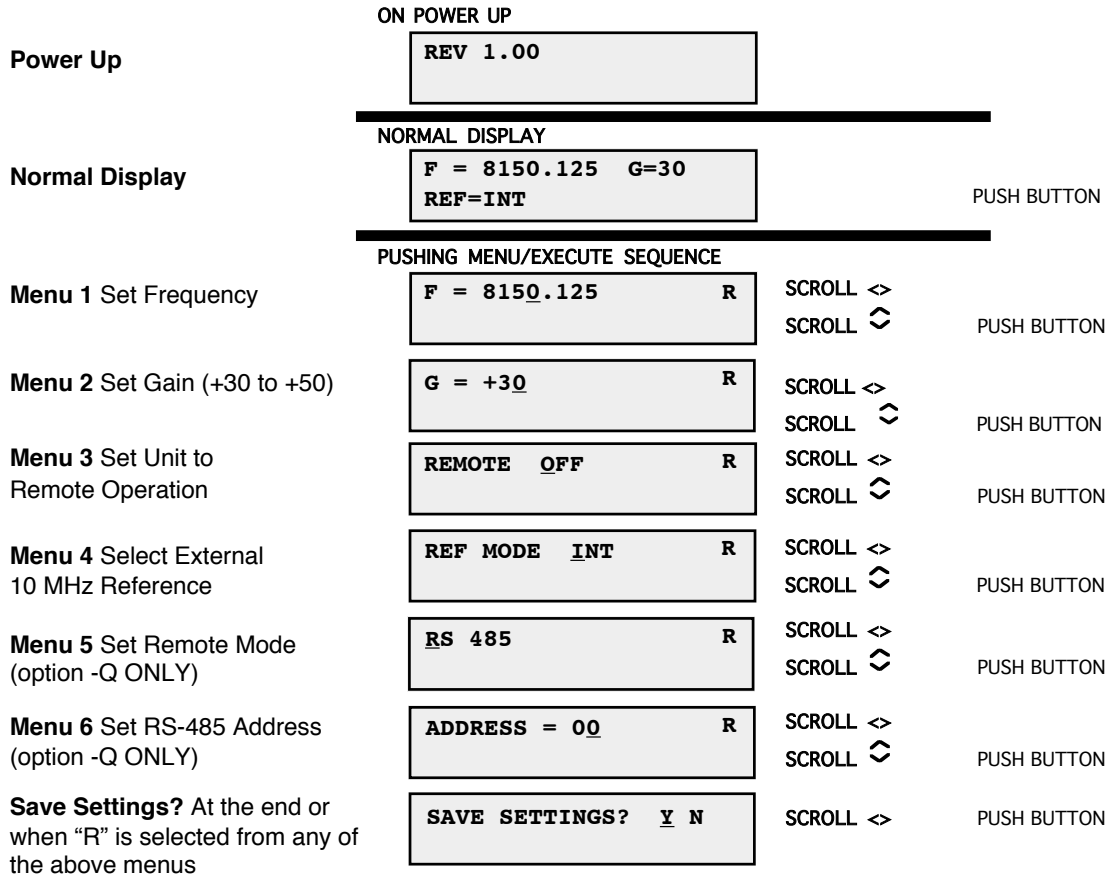 ON POWER UP
Power Up
REV 1.00
NORMAL DISPLAY
Normal Display
F = 8150.125 G=30
REF=INT
PUSH BUTTON
PUSHING MENU/EXECUTE SEQUENCE
Menu 1 Set Frequency
F = 8150.125 R
SCROLL <>
SCROLL
PUSH BUTTON
Menu 2 Set Gain (+30 to +50)
G = +30 R
SCROLL <>
SCROLL
PUSH BUTTON
Menu 3 Set Unit to
Remote Operation
REMOTE OFF R
SCROLL <>
SCROLL
PUSH BUTTON
Menu 4 Select External
10 MHz Reference
REF MODE INT R
SCROLL <>
SCROLL
PUSH BUTTON
Menu 5 Set Remote Mode
(option -Q ONLY)
RS 485 R
SCROLL <>
SCROLL
PUSH BUTTON
Menu 6 Set RS-485 Address
(option -Q ONLY)
ADDRESS = 00 R
SCROLL <>
SCROLL
PUSH BUTTON
Save Settings? At the end or
when “R” is selected from any of
the above menus
SAVE SETTINGS? Y N
SCROLL <>
PUSH BUTTON